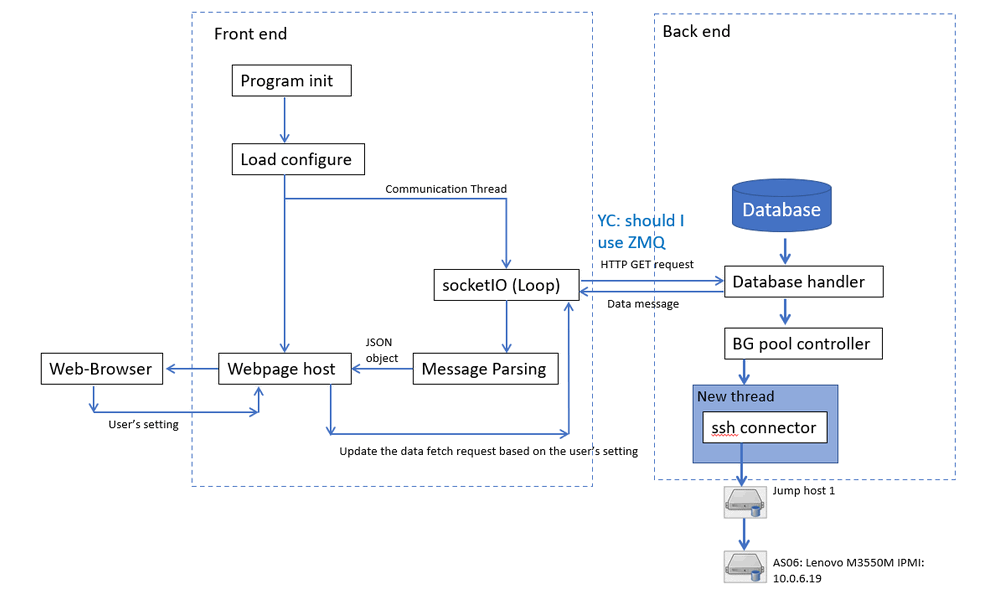 Front end
Back end
Program init
Load configure
Communication Thread
Database
YC: should I
use ZMQ
HTTP GET request
socketIO (Loop)
Database handler
Data message
BG pool controller
JSON
object
Web-Browser
Webpage host
Message Parsing
New thread
User's setting
ssh connector
Update the data fetch request based on the user's setting
Jump host 1
AS06: Lenovo M3550M IPMI:
10.0.6.19